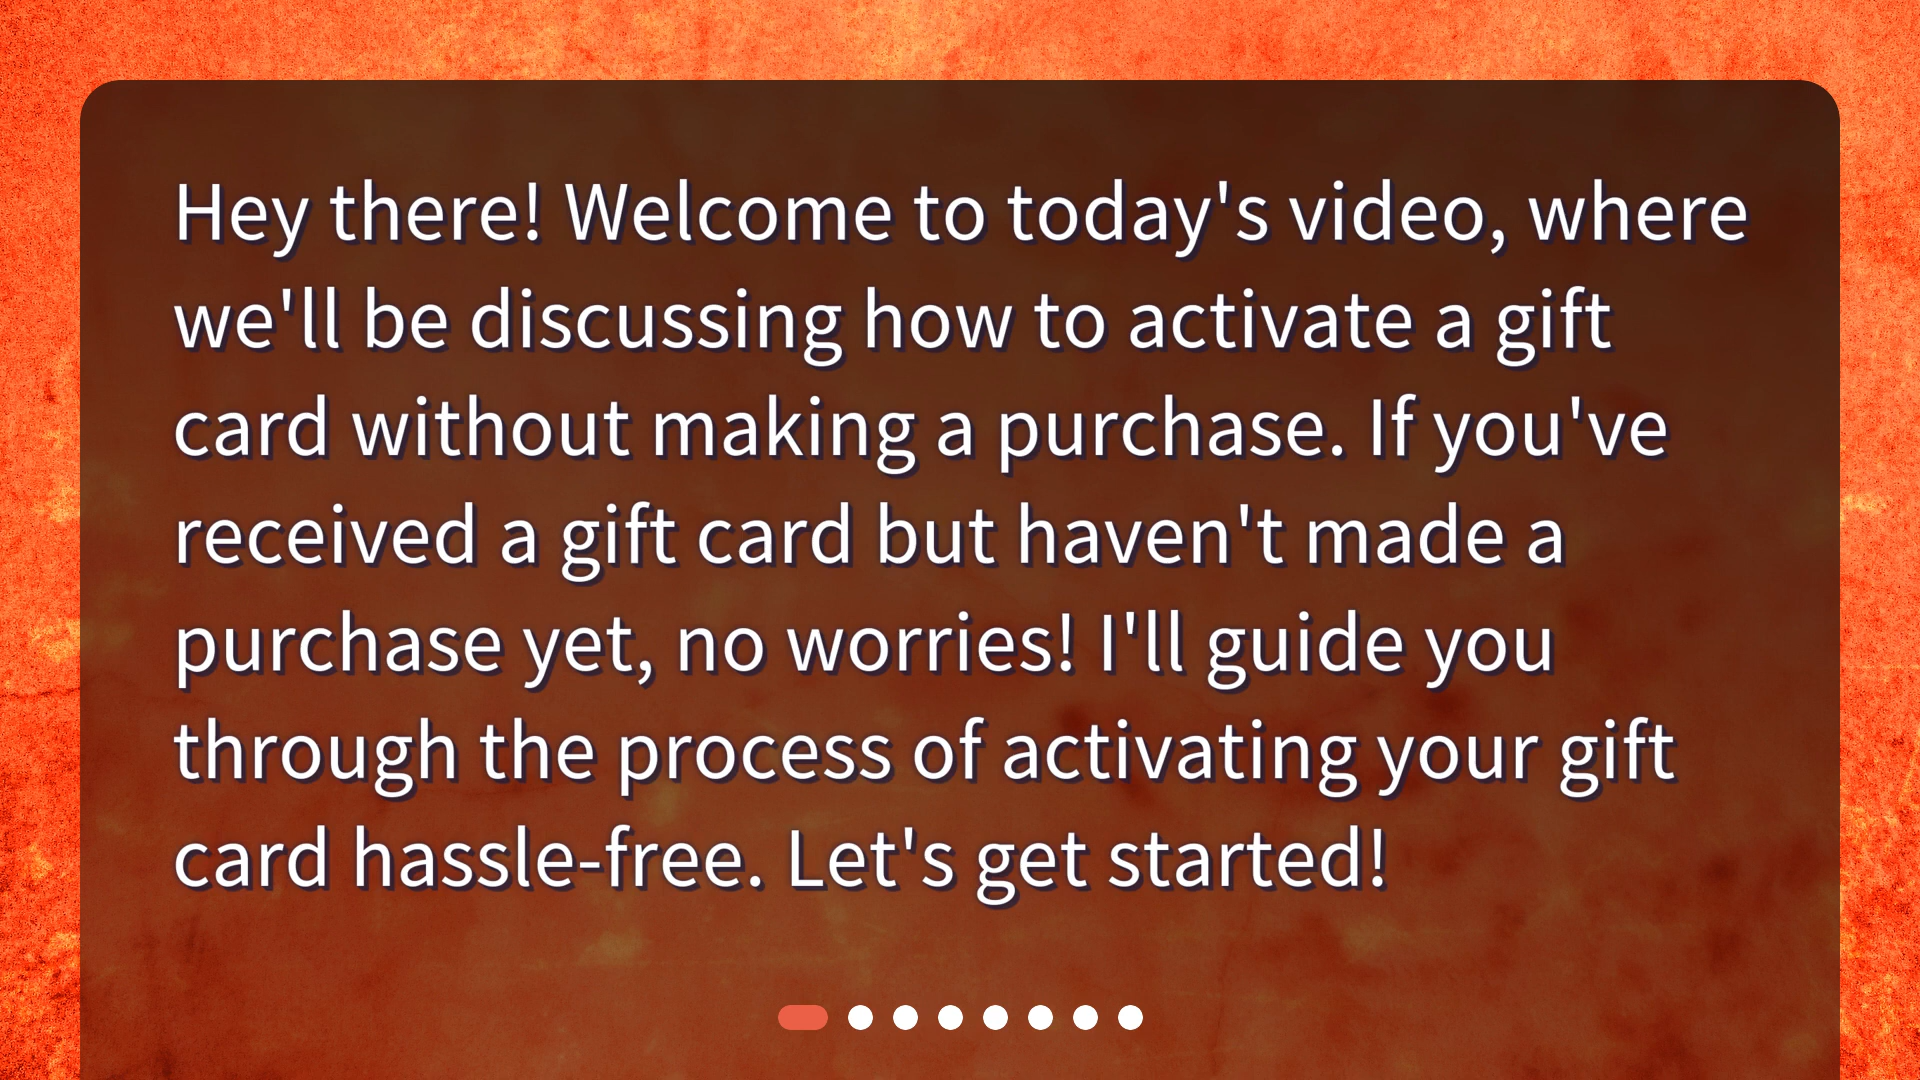 Hey there! Welcome to today's video, where
we'll be discussing how to activate a gift
card without making a purchase. If you've
received a gift card but haven't made a
purchase yet, no worries! I'll guide you
through the process of activating your gift
card hassle-free. Let's get started!